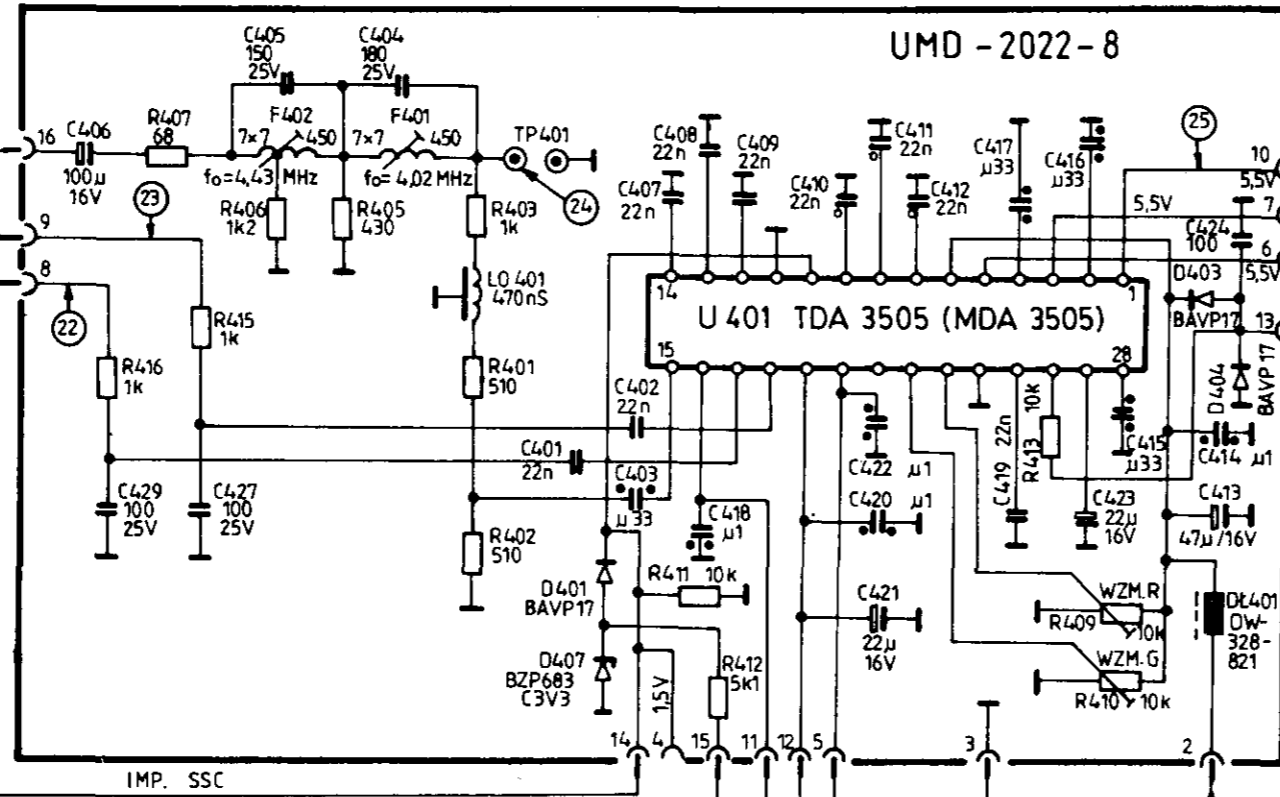 UMD - 2022-8
C405
150
25V
C404
180
25V
16
C406
100μ
16V
R407
68
F402
7×7
450
f₀=4,43 MHz
F401
7×7
450
f₀=4,02 MHz
TP401
24
23
9
8
22
R406
1k2
R405
430
R403
1k
LO 401
470nS
R415
1k
R416
1k
R401
510
C402
22n
C401
22n
C403
μ33
C429
100
25V
C427
100
25V
R402
510
C408
22n
C407
22n
C409
22n
C411
22n
C410
22n
C412
22n
C417
μ33
C416
μ33
25
10
5,5V
5,5V
7
C424
100
6
5,5V
D403
BAVP17
13
D404
BAVP 17
14
1
U 401 TDA 3505 (MDA 3505)
15
28
C422
μ1
C420
μ1
C418
μ1
C419 22n
R413
10k
C415
μ33
C414
μ1
C423
22μ
16V
C413
47μ/16V
D401
BAVP17
D407
BZP683
C3V3
R411 10k
C421
22μ
16V
R412
5k1
1,5V
WZM.R
R409
10k
WZM.G
R410
10k
DŁ401
DW-
328-
821
14
4
15
11
12
5
3
2
IMP. SSC